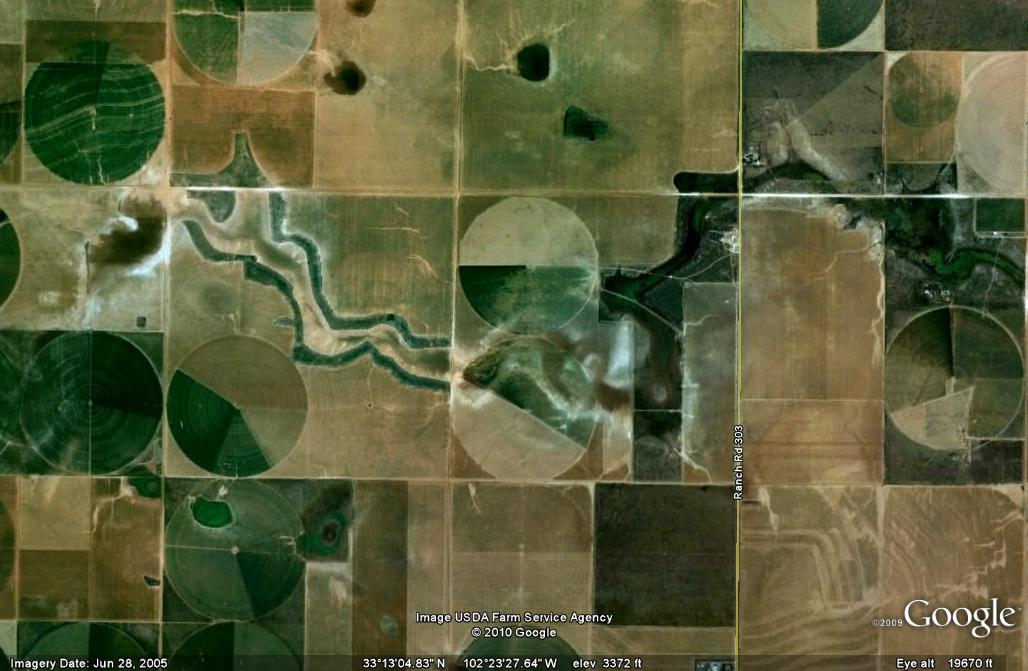 Ranch Rd 303
Image USDA Farm Service Agency
© 2010 Google
©2009 Google™
Imagery Date: Jun 28, 2005 33°13'04.83" N 102°23'27.64" W elev 3372 ft Eye alt 19670 ft